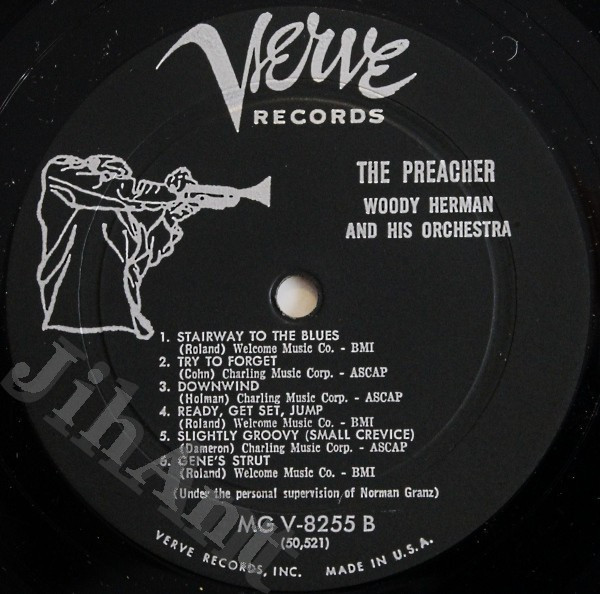 Verve
RECORDS
THE PREACHER
WOODY HERMAN
AND HIS ORCHESTRA
1. STAIRWAY TO THE BLUES
(Roland) Welcome Music Co. - BMI
2. TRY TO FORGET
(Cohn) Charling Music Corp. - ASCAP
3. DOWNWIND
(Holman) Charling Music Corp. - ASCAP
4. READY, GET SET, JUMP
(Roland) Welcome Music Co. - BMI
5. SLIGHTLY GROOVY (SMALL CREVICE)
(Dameron) Charling Music Corp. - ASCAP
6. GENE'S STRUT
(Roland) Welcome Music Co. - BMI
(Under the personal supervision of Norman Granz)
MG V-8255 B
(50,521)
VERVE RECORDS, INC. MADE IN U.S.A.
JihAnt